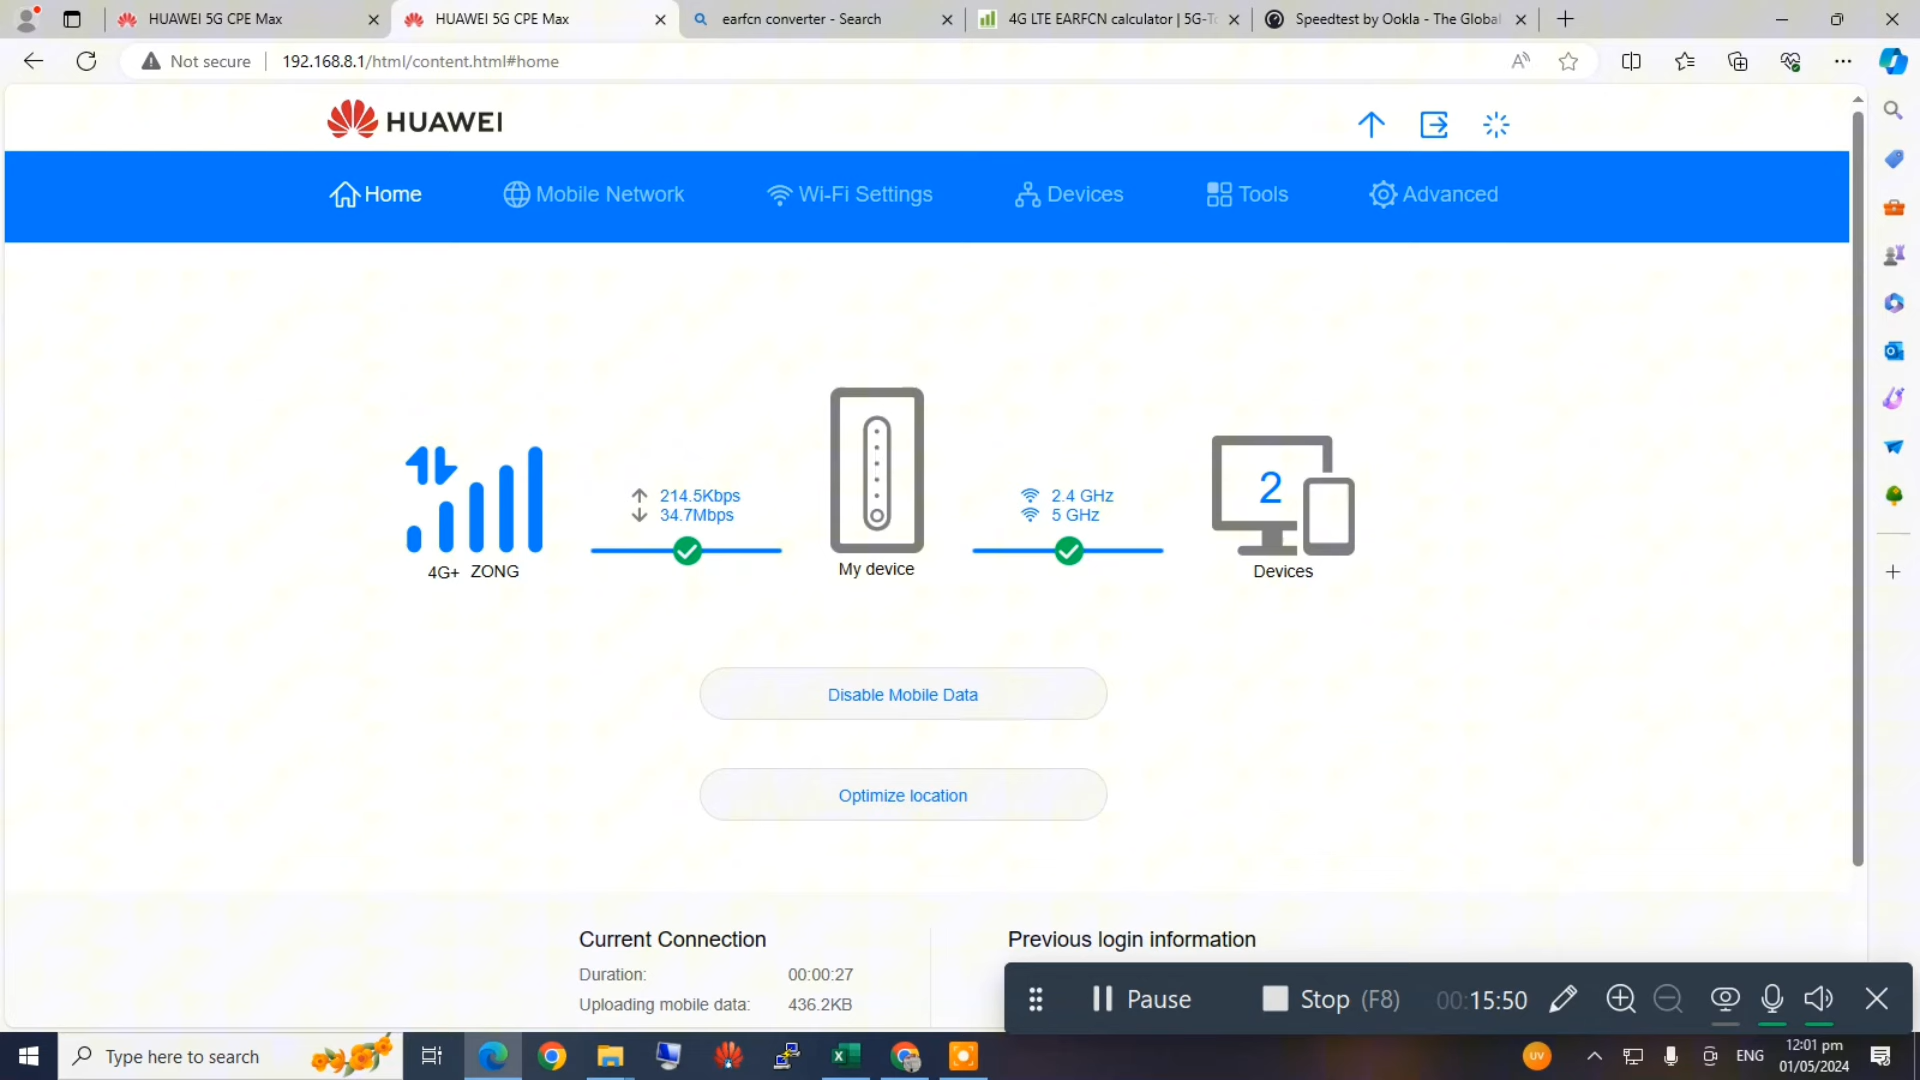 HUAWEI 5G CPE Max
HUAWEI 5G CPE Max
earfcn converter - Search
4G LTE EARFCN calculator | 5G-To
Speedtest by Ookla - The Global
Not secure
192.168.8.1/html/content.html#home
HUAWEI
Home
Mobile Network
Wi-Fi Settings
Devices
Tools
Advanced
214.5Kbps
34.7Mbps
2.4 GHz
5 GHz
2
4G+ ZONG
My device
Devices
Disable Mobile Data
Optimize location
Current Connection
Duration: 00:00:27
Uploading mobile data: 436.2KB
Previous login information
Pause
Stop (F8)
00:15:50
Type here to search
UV
ENG
12:01 pm
01/05/2024